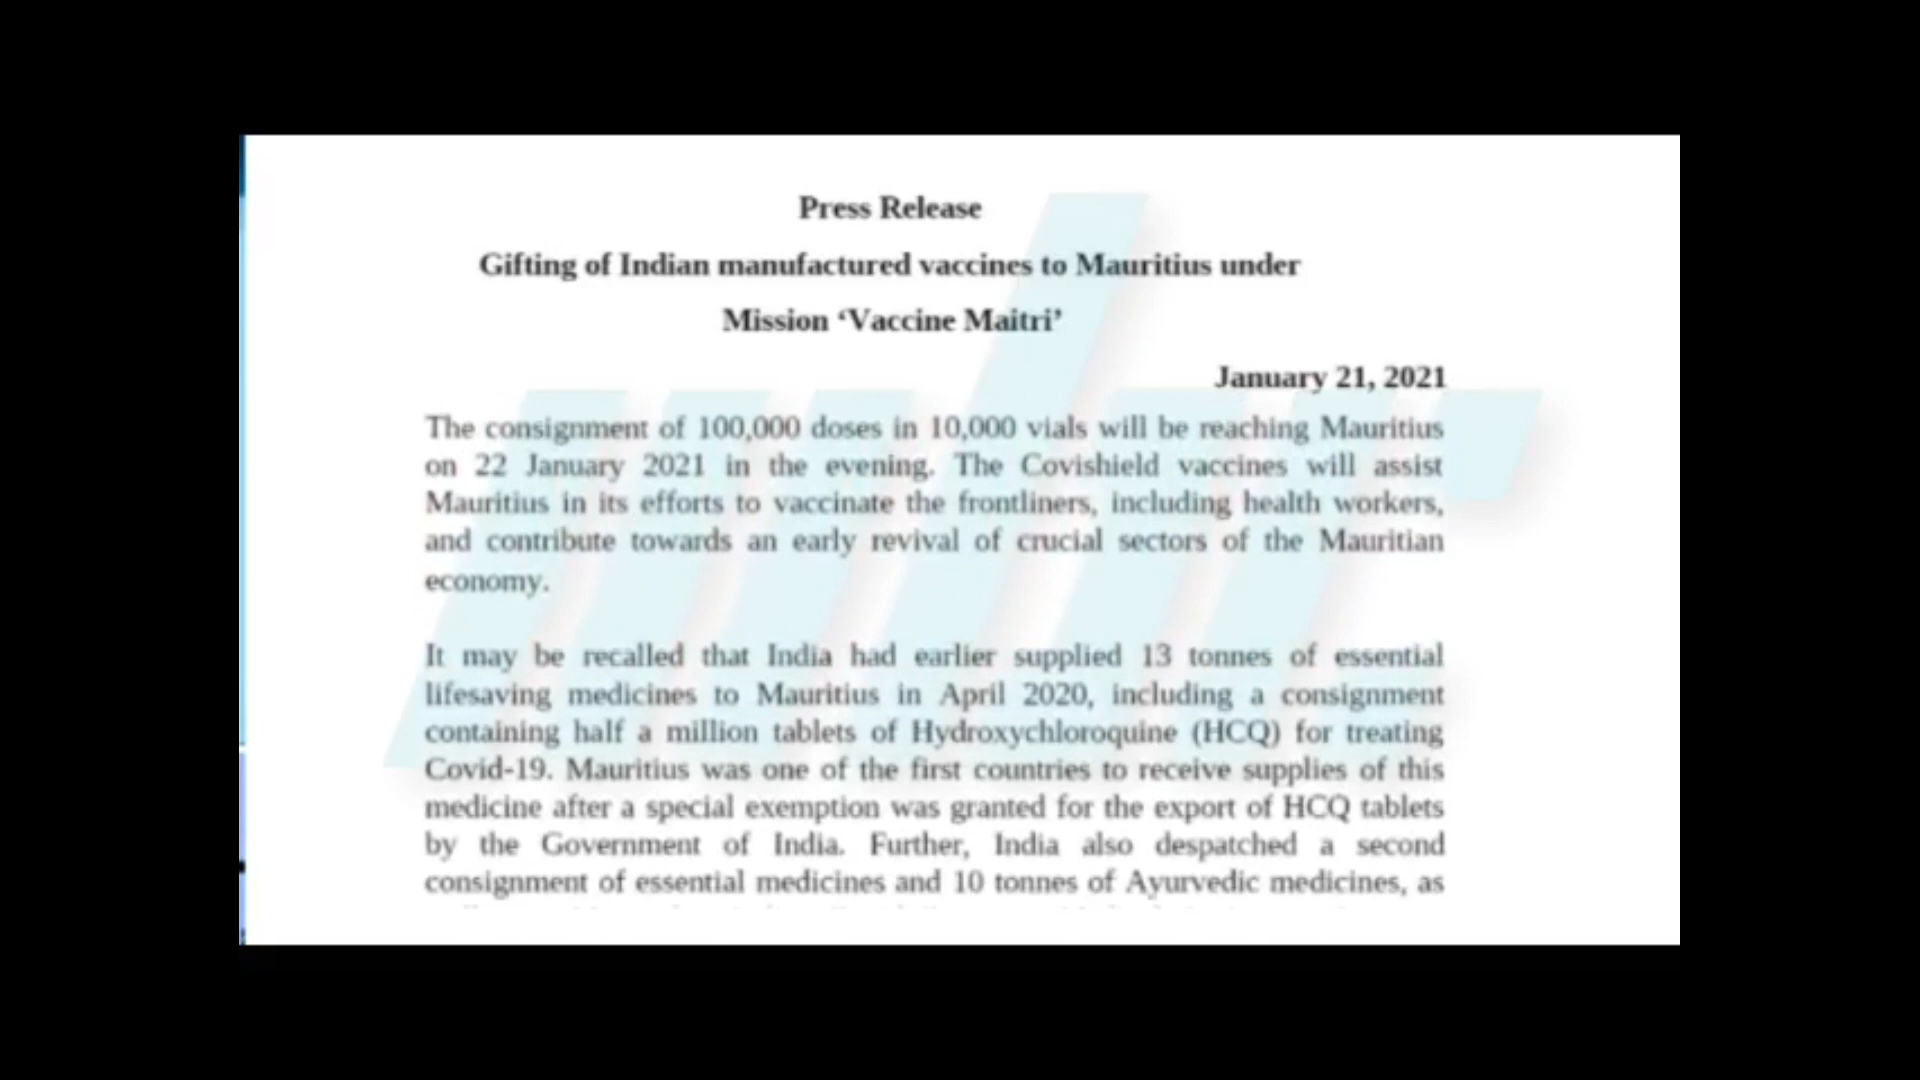 Press Release
Gifting of Indian manufactured vaccines to Mauritius under
Mission ‘Vaccine Maitri’
January 21, 2021
The consignment of 100,000 doses in 10,000 vials will be reaching Mauritius
on 22 January 2021 in the evening. The Covishield vaccines will assist
Mauritius in its efforts to vaccinate the frontliners, including health workers,
and contribute towards an early revival of crucial sectors of the Mauritian
economy.
It may be recalled that India had earlier supplied 13 tonnes of essential
lifesaving medicines to Mauritius in April 2020, including a consignment
containing half a million tablets of Hydroxychloroquine (HCQ) for treating
Covid-19. Mauritius was one of the first countries to receive supplies of this
medicine after a special exemption was granted for the export of HCQ tablets
by the Government of India. Further, India also despatched a second
consignment of essential medicines and 10 tonnes of Ayurvedic medicines, as